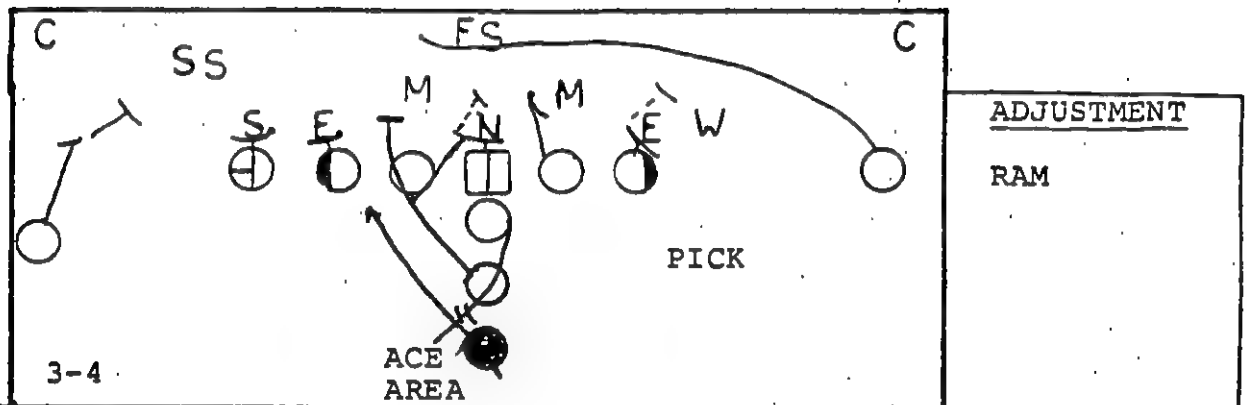 C FS C
SS
M M
S E N E W
PICK
ACE
AREA
3-4
ADJUSTMENT
RAM